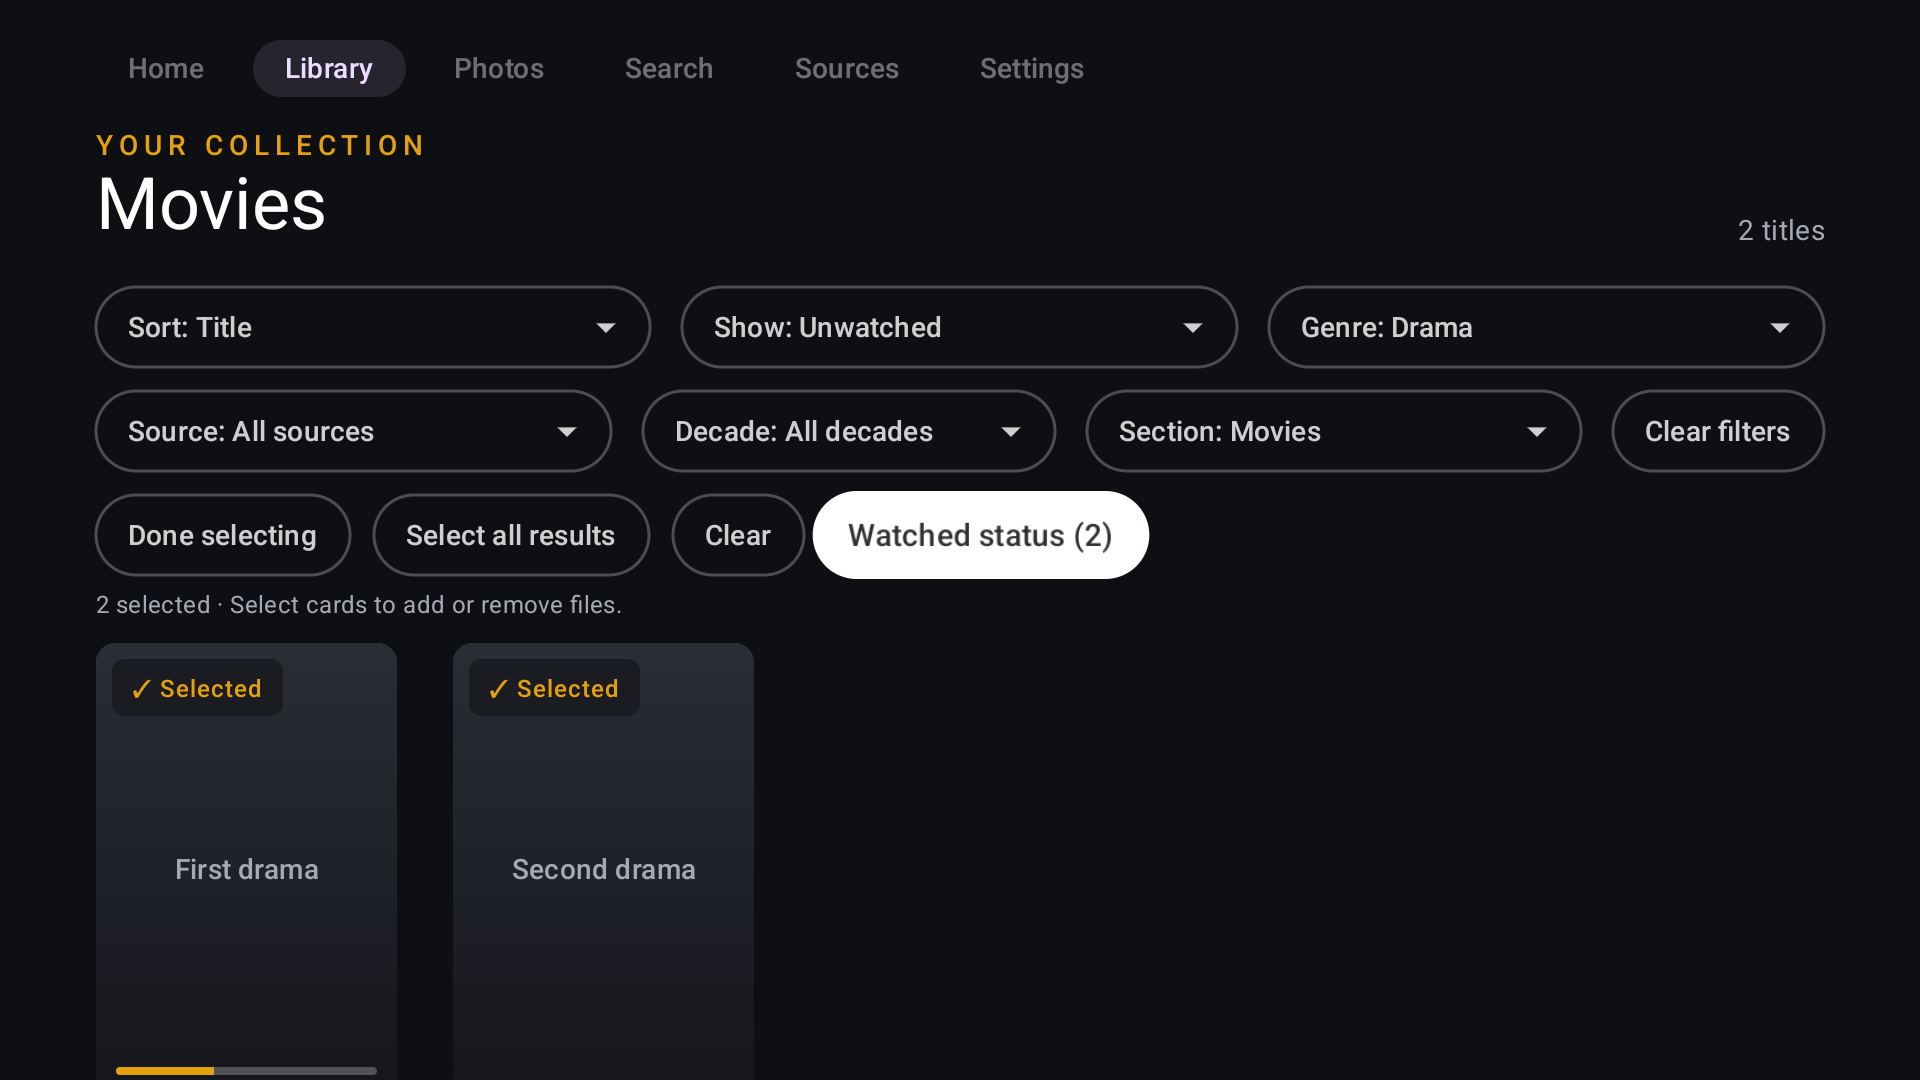 Home Library Photos Search Sources Settings
YOUR COLLECTION
Movies
2 titles
Sort: Title Show: Unwatched Genre: Drama
Source: All sources Decade: All decades Section: Movies Clear filters
Done selecting Select all results Clear Watched status (2)
2 selected · Select cards to add or remove files.
✓ Selected ✓ Selected
First drama Second drama